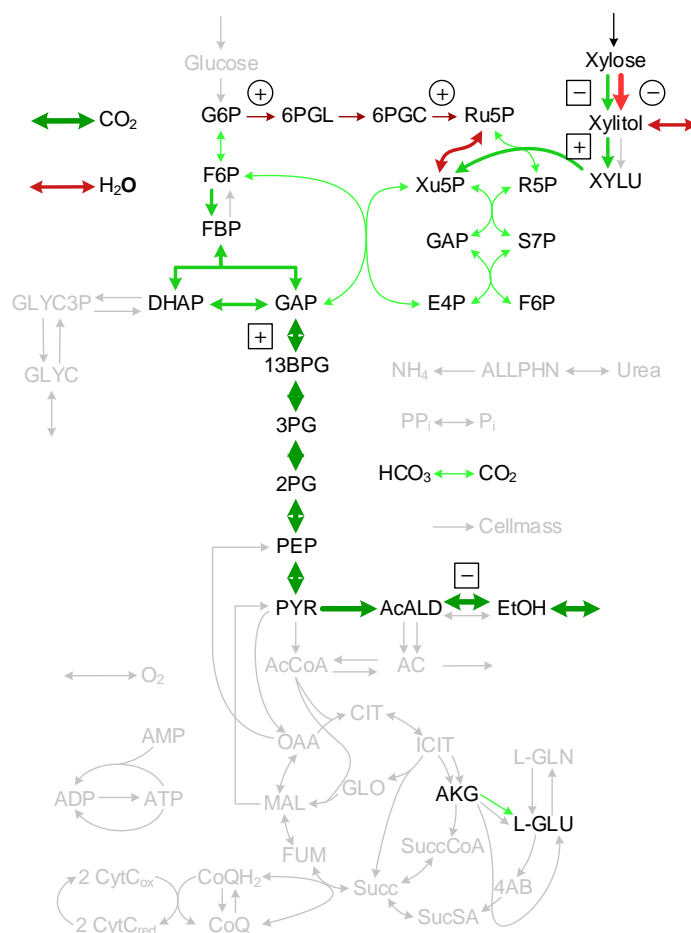 Xylose
Glucose
+ + − −
CO₂ G6P 6PGL 6PGC Ru5P Xylitol
+
H₂O F6P Xu5P R5P XYLU
FBP GAP S7P
GLYC3P DHAP GAP E4P F6P
+
13BPG
GLYC NH₄ ALLPHN Urea
3PG PPᵢ Pᵢ
2PG HCO₃ CO₂
Cellmass
PEP
−
PYR AcALD EtOH
AcCoA AC
O₂
CIT
AMP OAA ICIT L-GLN
ADP ATP MAL GLO AKG
L-GLU
FUM SuccCoA
2 CytCox CoQH₂ Succ 4AB
2 CytCred CoQ SucSA